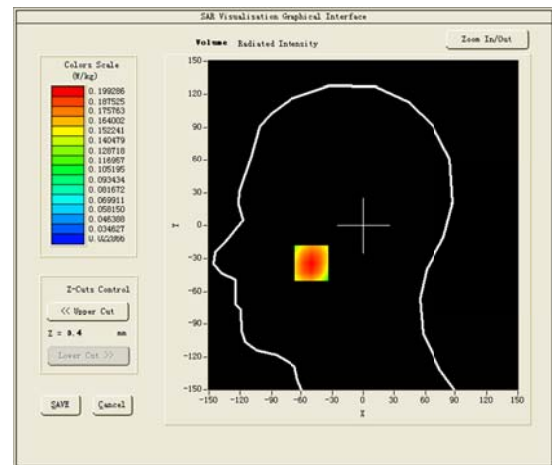 SAR Visualisation Graphical Interface
Volume Radiated Intensity
Zoom In/Out
Colors Scale
(W/kg)
0.199286
0.187525
0.175763
0.164002
0.152241
0.140479
0.128718
0.116957
0.105195
0.093434
0.081672
0.069911
0.058150
0.046388
0.034627
0.022866
150
120
90
60
30
0
-30
-60
-90
-120
-150
Y
-150 -120 -90 -60 -30 0 30 60 90 120 150
X
Z-Cuts Control
<< Upper Cut
Z = 8.4 mm
Lower Cut >>
SAVE Cancel